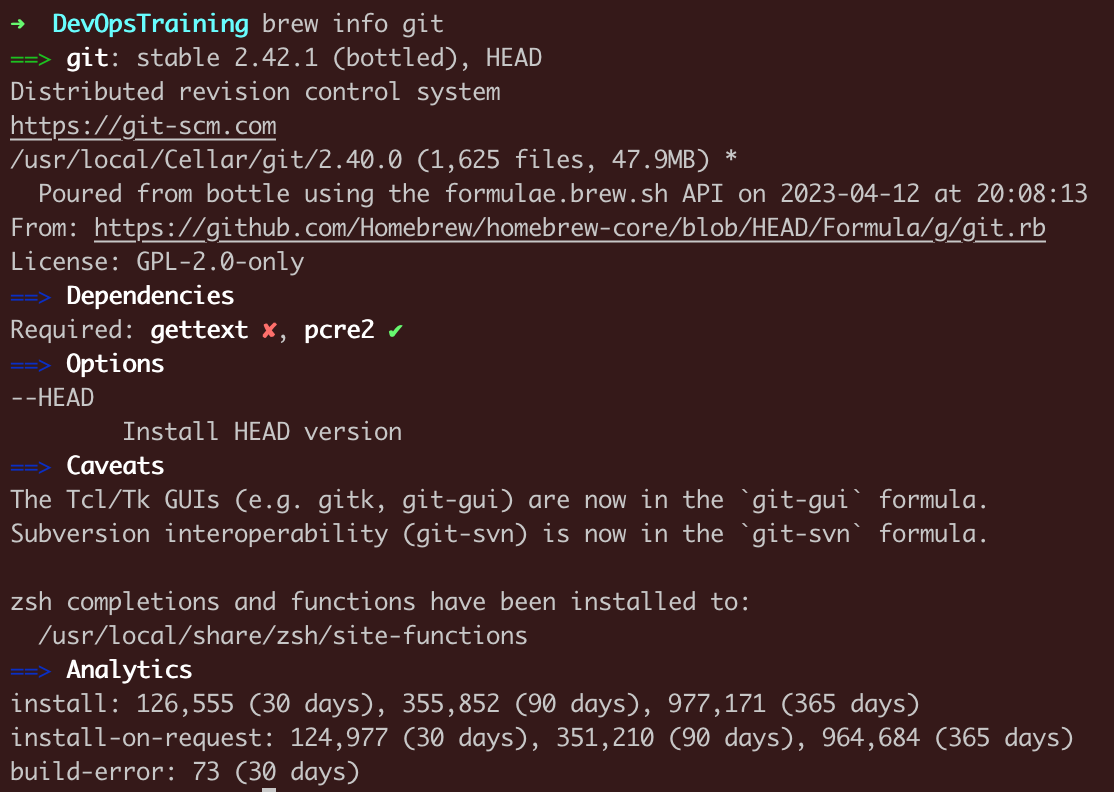 ➜  DevOpsTraining brew info git
==> git: stable 2.42.1 (bottled), HEAD
Distributed revision control system
https://git-scm.com
/usr/local/Cellar/git/2.40.0 (1,625 files, 47.9MB) *
  Poured from bottle using the formulae.brew.sh API on 2023-04-12 at 20:08:13
From: https://github.com/Homebrew/homebrew-core/blob/HEAD/Formula/g/git.rb
License: GPL-2.0-only
==> Dependencies
Required: gettext ✘, pcre2 ✔
==> Options
--HEAD
        Install HEAD version
==> Caveats
The Tcl/Tk GUIs (e.g. gitk, git-gui) are now in the `git-gui` formula.
Subversion interoperability (git-svn) is now in the `git-svn` formula.

zsh completions and functions have been installed to:
  /usr/local/share/zsh/site-functions
==> Analytics
install: 126,555 (30 days), 355,852 (90 days), 977,171 (365 days)
install-on-request: 124,977 (30 days), 351,210 (90 days), 964,684 (365 days)
build-error: 73 (30 days)